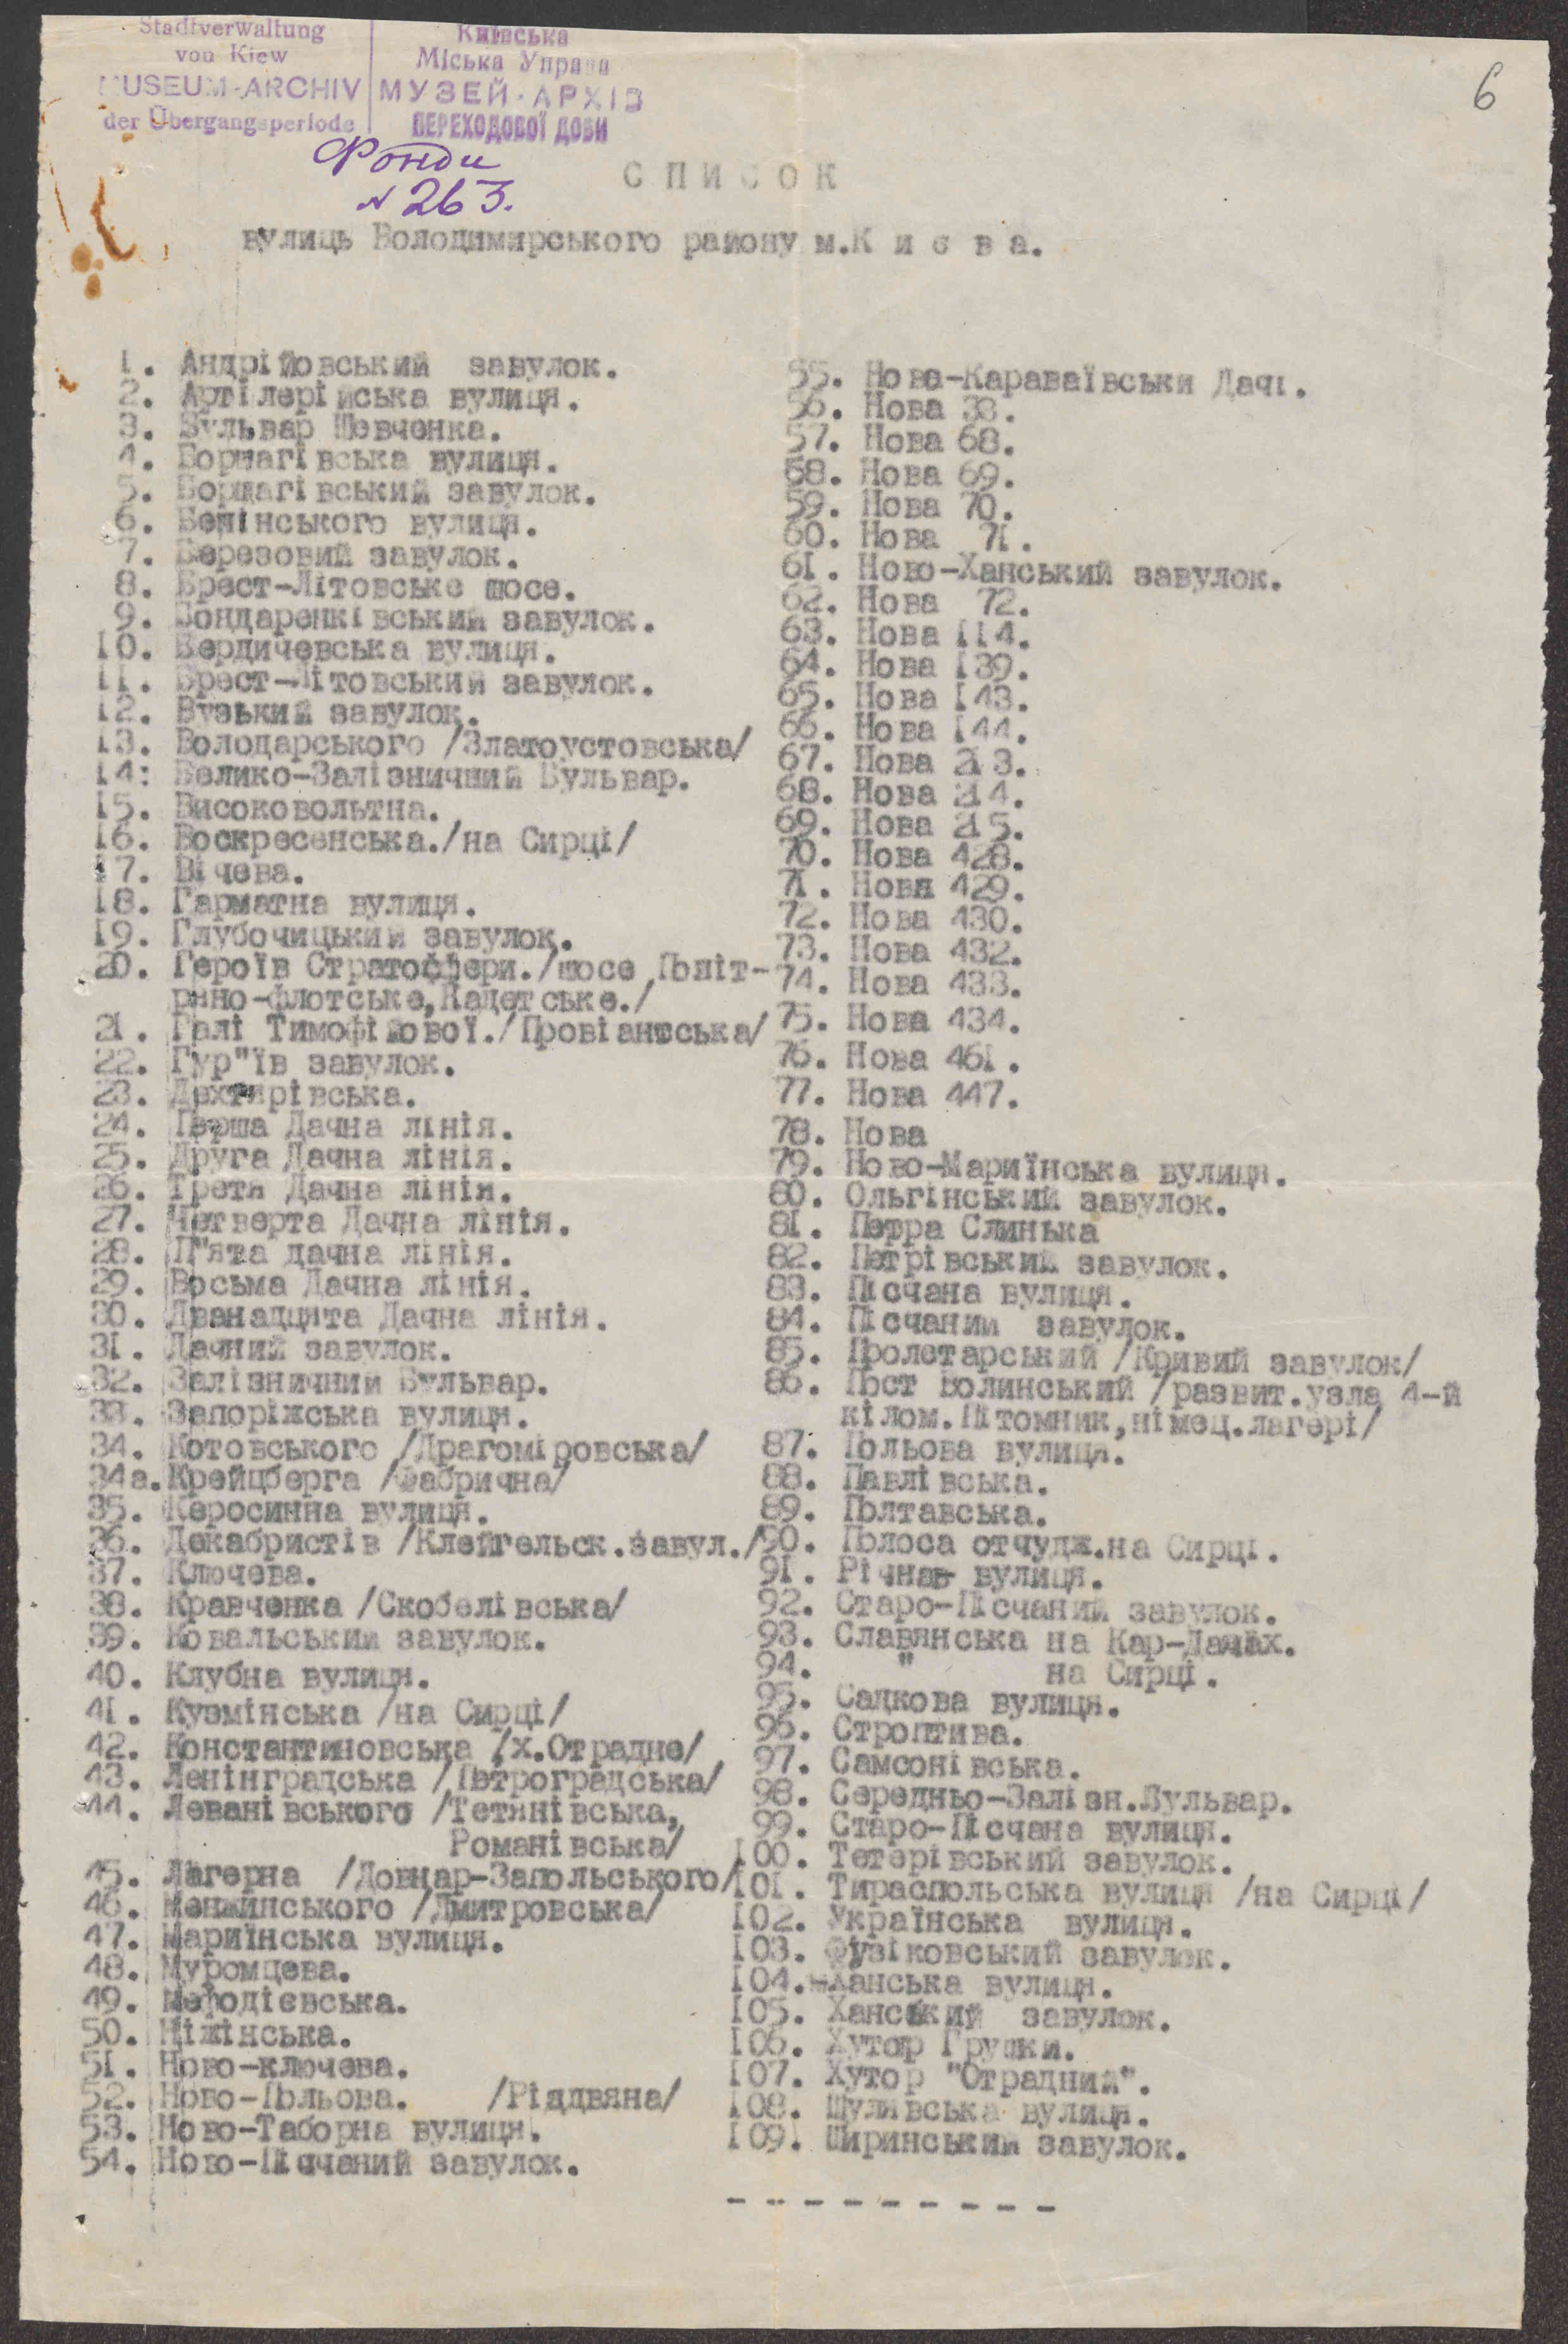 Stadtverwaltung
von Kiew
MUSEUM-ARCHIV
der Übergangsperiode
Київська
Міська Управа
МУЗЕЙ-АРХІВ
ПЕРЕХОДОВОЇ ДОБИ
6
Фонди
№ 263.
СПИСОК
вулиць Володимирського району м.К и є в а.
1. Андрійовський завулок.
2. Артілерійська вулиця.
3. Бульвар Шевченка.
4. Борщагівська вулиця.
5. Борщагівський завулок.
6. Белінського вулиця.
7. Березовий завулок.
8. Брест-Літовське шосе.
9. Бондаренківський завулок.
10. Бердичевська вулиця.
11. Брест-Літовський завулок.
12. Вузький завулок.
13. Володарського /Златоустовська/
14: Велико-Залізничний Бульвар.
15. Високовольтна.
16. Воскресенська./на Сирці/
17. Вічева.
18. Гарматна вулиця.
19. Глубочицький завулок.
20. Героїв Стратосфери./шосе Повіт-
ряно-флотське,Кадетське./
21. Галі Тимофійової./Провіантська/
22. Гур"їв завулок.
23. Дехтярівська.
24. Перша Дачна лінія.
25. Друга Дачна лінія.
26. Третя Дачна лінія.
27. Четверта Дачна лінія.
28. П"ята дачна лінія.
29. Восьма Дачна лінія.
30. Дванадцята Дачна лінія.
31. Дачний завулок.
32. Залізничний Бульвар.
33. Запоріжська вулиця.
34. Котовського /Драгоміровська/
34а. Крейцберга /Фабрична/
35. Керосинна вулиця.
36. Декабристів /Клейгельск.завул./
37. Ключева.
38. Кравченка /Скобелівська/
39. Ковальський завулок.
40. Клубна вулиця.
41. Кузмінська /на Сирці/
42. Константиновська /х.Отрадне/
43. Ленінградська /Петроградська/
44. Леванівського /Тетянівська,
Романівська/
45. Лагерна /Довнар-Запольського/
46. Менжинського /Дмитровська/
47. Мариїнська вулиця.
48. Муромцева.
49. Мефодієвська.
50. Ніжінська.
51. Ново-ключева.
52. Ново-Польова. /Різдвяна/
53. Ново-Таборна вулиця.
54. Ново-Пісчаний завулок.
55. Ново-Караваївськи Дачі.
56. Нова 38.
57. Нова 68.
58. Нова 69.
59. Нова 70.
60. Нова 71.
61. Ново-Ханський завулок.
62. Нова 72.
63. Нова 114.
64. Нова 139.
65. Нова 143.
66. Нова 144.
67. Нова 213.
68. Нова 214.
69. Нова 215.
70. Нова 428.
71. Нова 429.
72. Нова 430.
73. Нова 432.
74. Нова 433.
75. Нова 434.
76. Нова 461.
77. Нова 447.
78. Нова
79. Ново-Мариїнська вулиця.
80. Ольгінський завулок.
81. Петра Слинька
82. Петрівський завулок.
83. Пісчана вулиця.
84. Пісчаний завулок.
85. Пролетарський /Кривий завулок/
86. Пост Волинський /развит.узла 4-й
кілом.Пітомник,німец.лагері/
87. Польова вулиця.
88. Павлівська.
89. Полтавська.
90. Полоса отчудж.на Сирці.
91. Річна вулиця.
92. Старо-Пісчаний завулок.
93. Славянська на Кар-Дачах.
94. " на Сирці.
95. Садкова вулиця.
96. Строптива.
97. Самсонівська.
98. Середньо-Залізн.Бульвар.
99. Старо-Пісчана вулиця.
100. Тетерівський завулок.
101. Тираспольська вулиця /на Сирці/
102. Українська вулиця.
103. Фузіковський завулок.
104. Ханська вулиця.
105. Ханський завулок.
106. Хутор Грушки.
107. Хутор "Отрадний".
108. Шулявська вулиця.
109. Ширинський завулок.
- - - - - - - - -